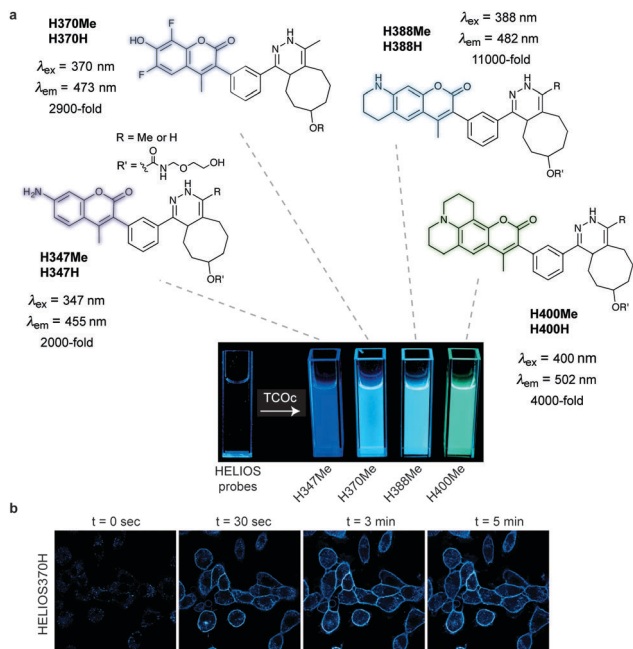 a
H370Me
H370H
λex = 370 nm
λem = 473 nm
2900-fold
HO
F
O
O
F
N
NH
Me
OR
H388Me
H388H
λex = 388 nm
λem = 482 nm
11000-fold
HN
O
O
N
NH
R
OR'
R = Me or H
R' =
O
N
H
O
OH
H2N
O
O
N
NH
R
OR'
H347Me
H347H
λex = 347 nm
λem = 455 nm
2000-fold
N
O
O
N
NH
R
OR'
H400Me
H400H
λex = 400 nm
λem = 502 nm
4000-fold
TCOc
HELIOS
probes
H347Me
H370Me
H388Me
H400Me
b
t = 0 sec
t = 30 sec
t = 3 min
t = 5 min
HELIOS370H